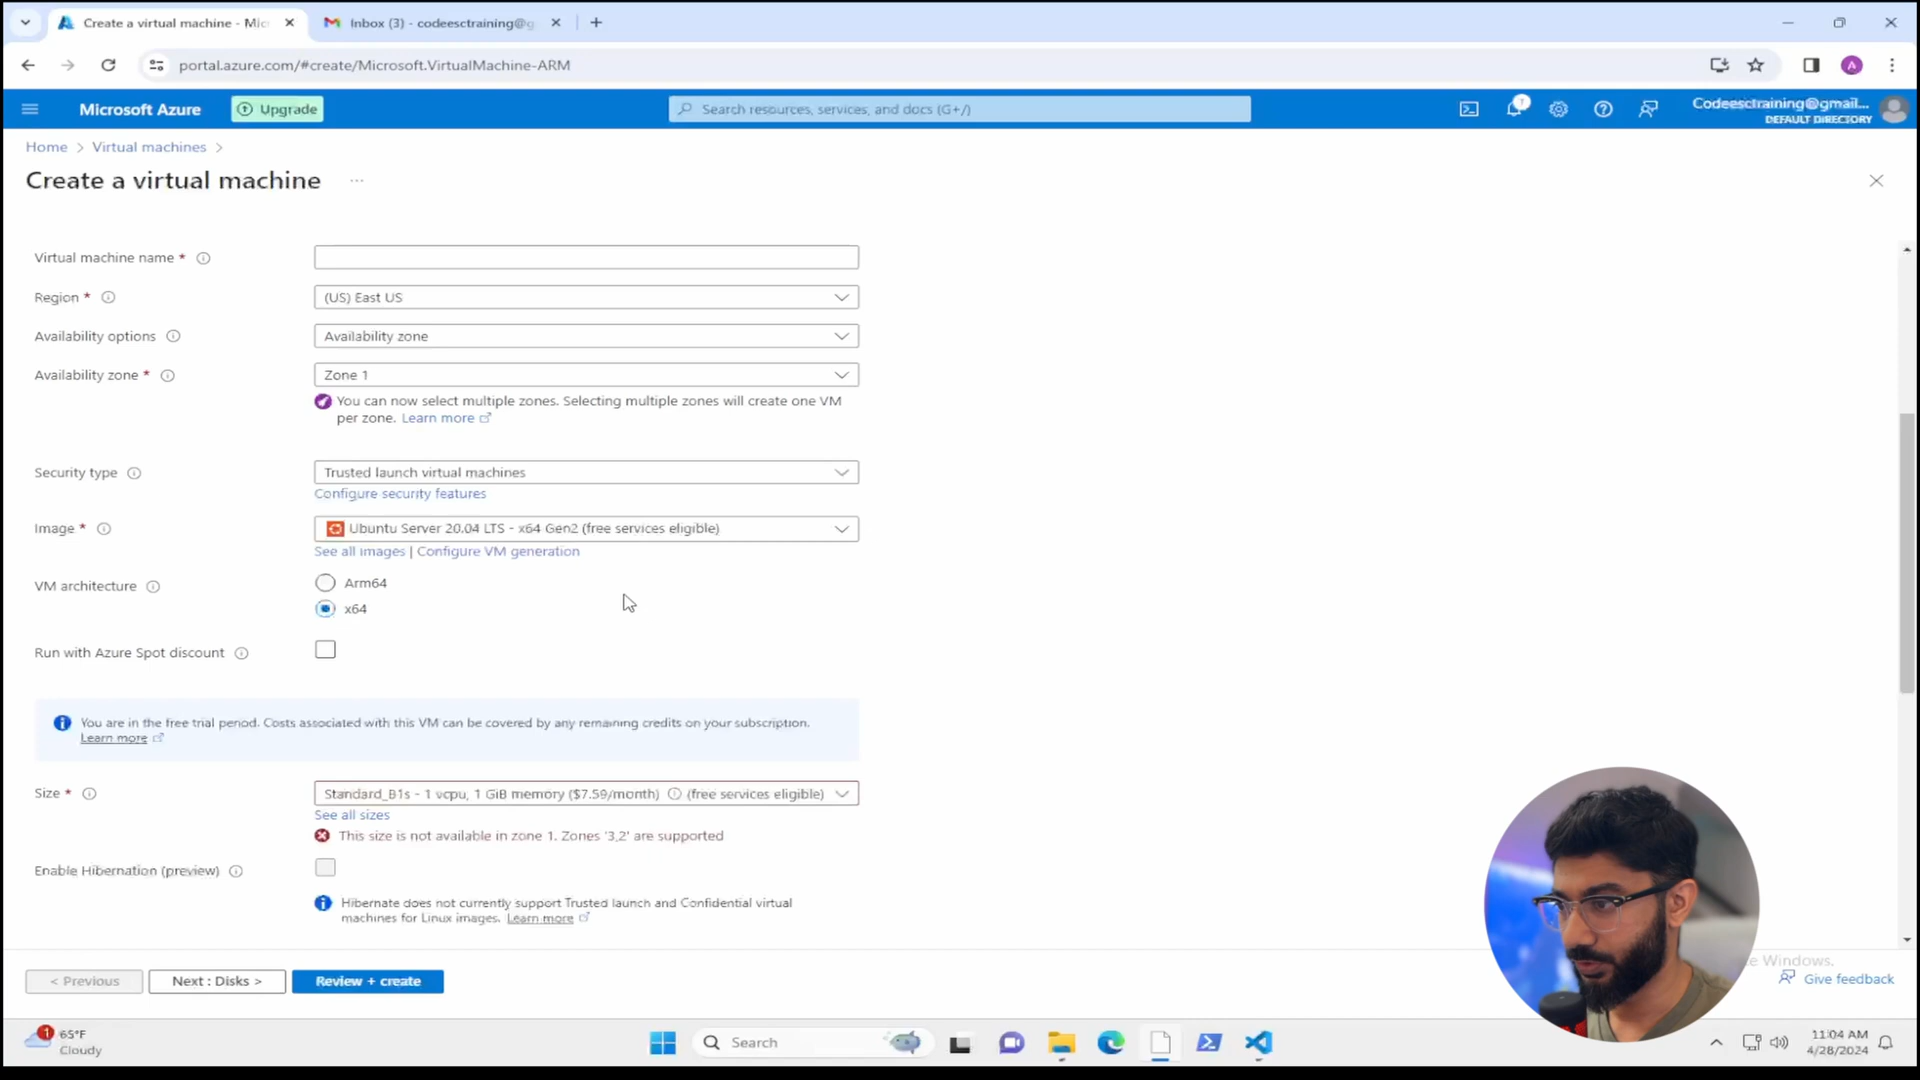 Create a virtual machine - Mic
Inbox (3) - codeesctraining@g
portal.azure.com/#create/Microsoft.VirtualMachine-ARM
A
Microsoft Azure
Upgrade
Search resources, services, and docs (G+/)
1
Codeesctraining@gmail...
DEFAULT DIRECTORY
Home > Virtual machines >
Create a virtual machine ...
Virtual machine name *
Region *
(US) East US
Availability options
Availability zone
Availability zone *
Zone 1
You can now select multiple zones. Selecting multiple zones will create one VM
per zone. Learn more
Security type
Trusted launch virtual machines
Configure security features
Image *
Ubuntu Server 20.04 LTS - x64 Gen2 (free services eligible)
See all images | Configure VM generation
VM architecture
Arm64
x64
Run with Azure Spot discount
You are in the free trial period. Costs associated with this VM can be covered by any remaining credits on your subscription.
Learn more
Size *
Standard_B1s - 1 vcpu, 1 GiB memory ($7.59/month) (free services eligible)
See all sizes
This size is not available in zone 1. Zones '3,2' are supported
Enable Hibernation (preview)
Hibernate does not currently support Trusted launch and Confidential virtual
machines for Linux images. Learn more
< Previous
Next : Disks >
Review + create
e Windows.
Give feedback
1
65°F
Cloudy
Search
11:04 AM
4/28/2024